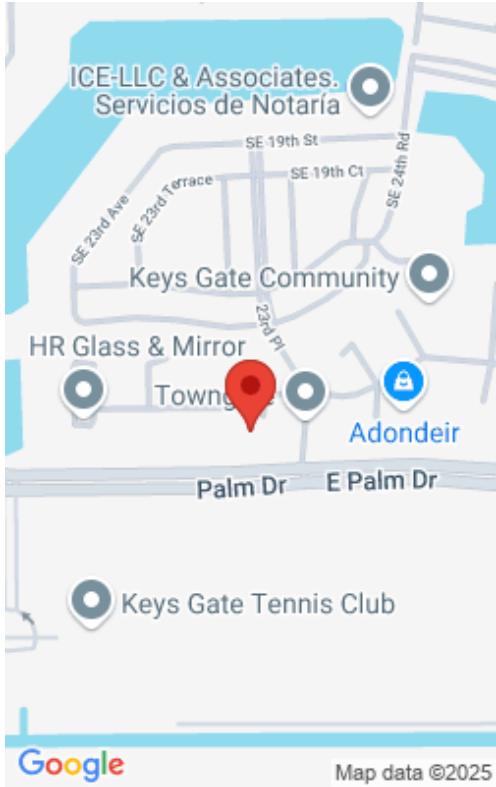 ICE-LLC & Associates.
Servicios de Notaría
SE 19th St
SE 19th Ct
SE 24th Rd
SE 23rd Ave
SE 23rd Terrace
Keys Gate Community
23rd Pl
HR Glass & Mirror
Adondeir
Palm Dr
E Palm Dr
Keys Gate Tennis Club
Google
Map data ©2025